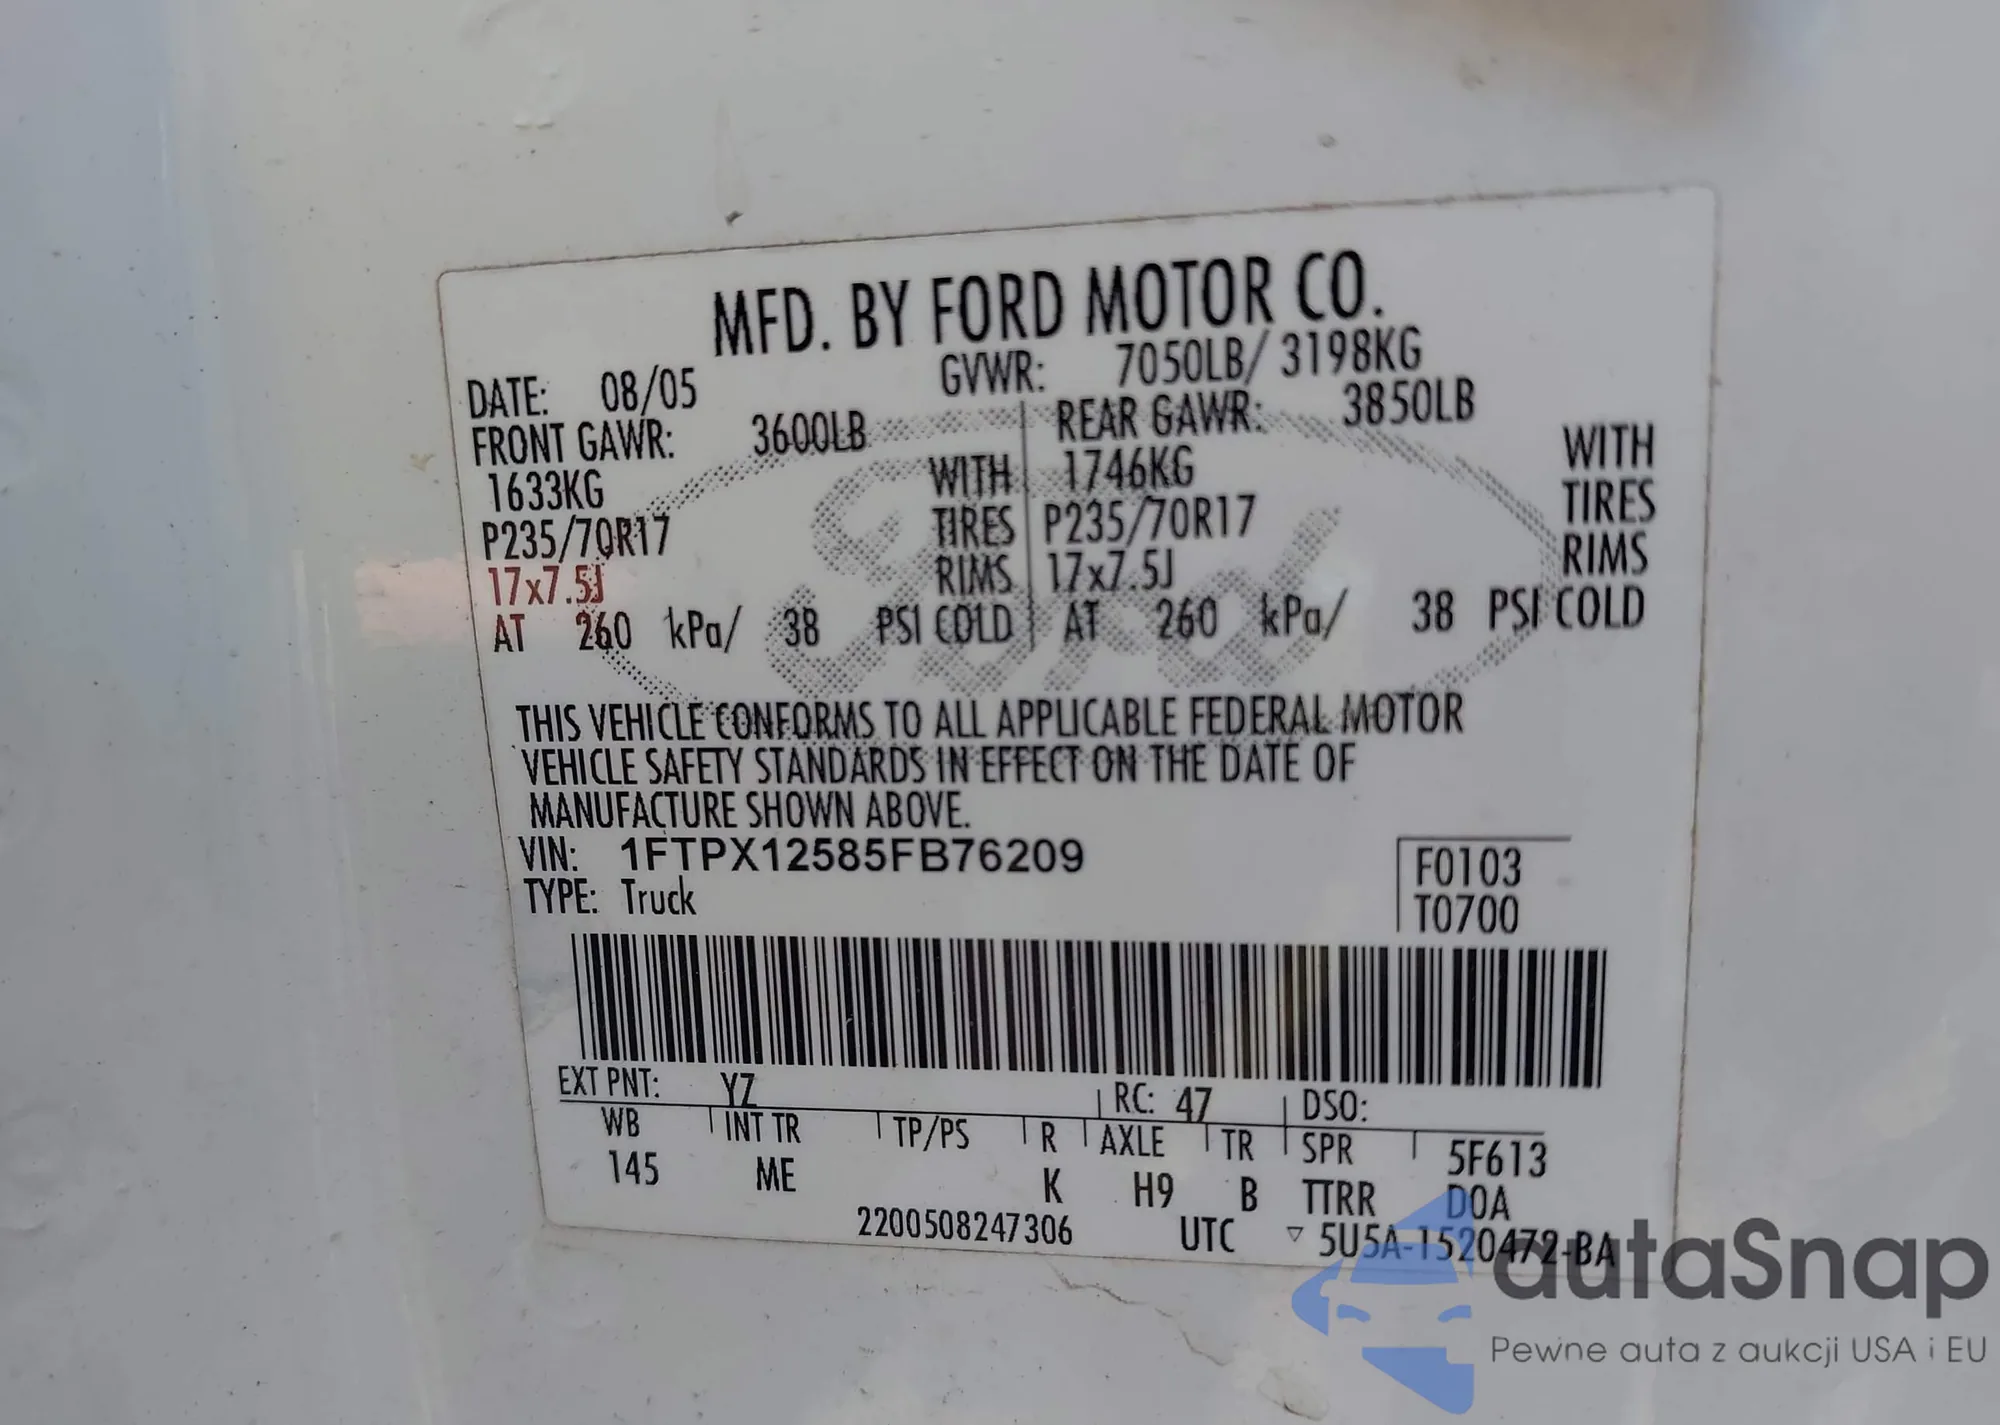 MFD. BY FORD MOTOR CO.
DATE: 08/05 GVWR: 7050LB/ 3198KG
FRONT GAWR: 3600LB REAR GAWR: 3850LB
1633KG WITH 1746KG WITH
P235/70R17 TIRES P235/70R17 TIRES
17x7.5J RIMS 17x7.5J RIMS
AT 260 kPa/ 38 PSI COLD AT 260 kPa/ 38 PSI COLD
Ford
THIS VEHICLE CONFORMS TO ALL APPLICABLE FEDERAL MOTOR
VEHICLE SAFETY STANDARDS IN EFFECT ON THE DATE OF
MANUFACTURE SHOWN ABOVE.
VIN: 1FTPX12585FB76209 F0103
TYPE: Truck T0700
EXT PNT: YZ RC: 47 DSO:
WB INT TR TP/PS R AXLE TR SPR 5F613
145 ME K H9 B TTRR DOA
2200508247306 UTC ▽ 5U5A-1520472-BA
autaSnap
Pewne auta z aukcji USA i EU